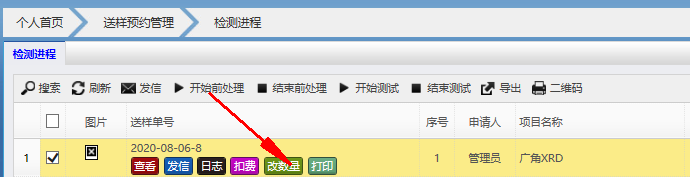 个人首页 送样预约管理 检测进程
检测进程
搜索 刷新 发信 开始前处理 结束前处理 开始测试 结束测试 导出 二维码
图片 送样单号 序号 申请人 项目名称
2020-08-06-8
1 1 管理员 广角XRD
查看 发信 日志 扣费 改数量 打印